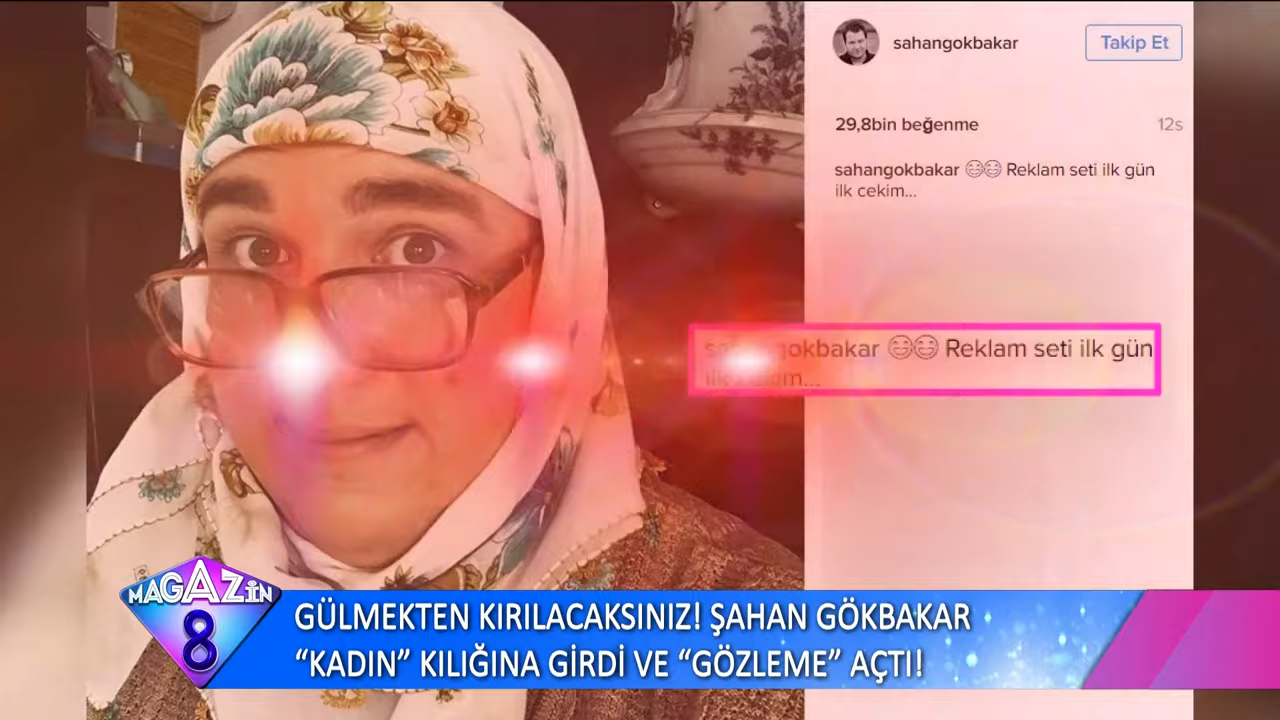 sahangokbakar
Takip Et
29,8bin beğenme
12s
sahangokbakar 😄😄 Reklam seti ilk gün
ilk cekim...
gokbakar 😄😄 Reklam seti ilk gün
MAGAZİN
8
GÜLMEKTEN KIRILACAKSINIZ! ŞAHAN GÖKBAKAR
“KADIN” KILIĞINA GİRDİ VE “GÖZLEME” AÇTI!